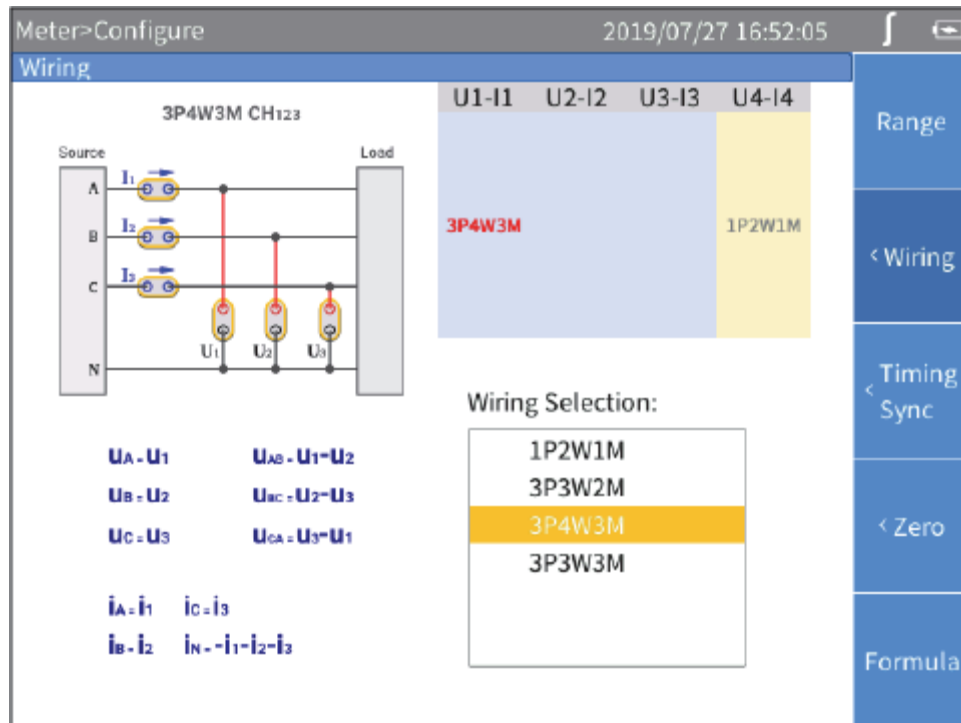 Meter>Configure 2019/07/27 16:52:05
Wiring
3P4W3M CH123
Source Load
I1
A
I2
B
I3
C
U1 U2 U3
N
uA=u1 uAB=u1-u2
uB=u2 uBC=u2-u3
uC=u3 uCA=u3-u1
iA=i1 iC=i3
iB=i2 iN=-i1-i2-i3
U1-I1 U2-I2 U3-I3 U4-I4
3P4W3M 1P2W1M
Wiring Selection:
1P2W1M
3P3W2M
3P4W3M
3P3W3M
Range
< Wiring
< Timing
Sync
< Zero
Formula